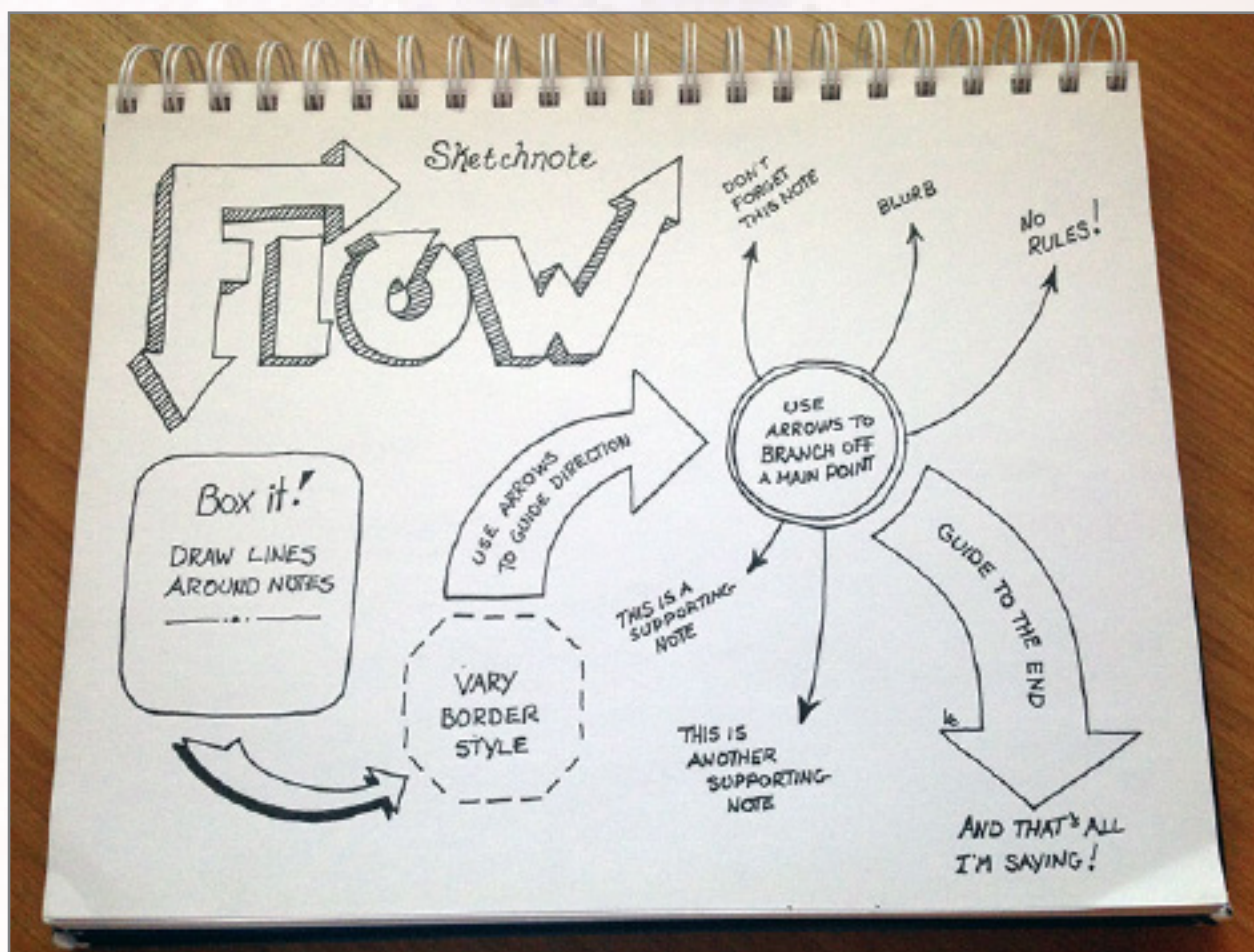 Sketchnote
FLOW
Box it!
DRAW LINES
AROUND NOTES
VARY
BORDER
STYLE
USE ARROWS
TO GUIDE DIRECTION
USE
ARROWS TO
BRANCH OFF
A MAIN POINT
DON'T
FORGET
THIS NOTE
BLURB
NO
RULES!
THIS IS A
SUPPORTING
NOTE
THIS IS
ANOTHER
SUPPORTING
NOTE
GUIDE TO THE END
AND THAT'S ALL
I'M SAYING!